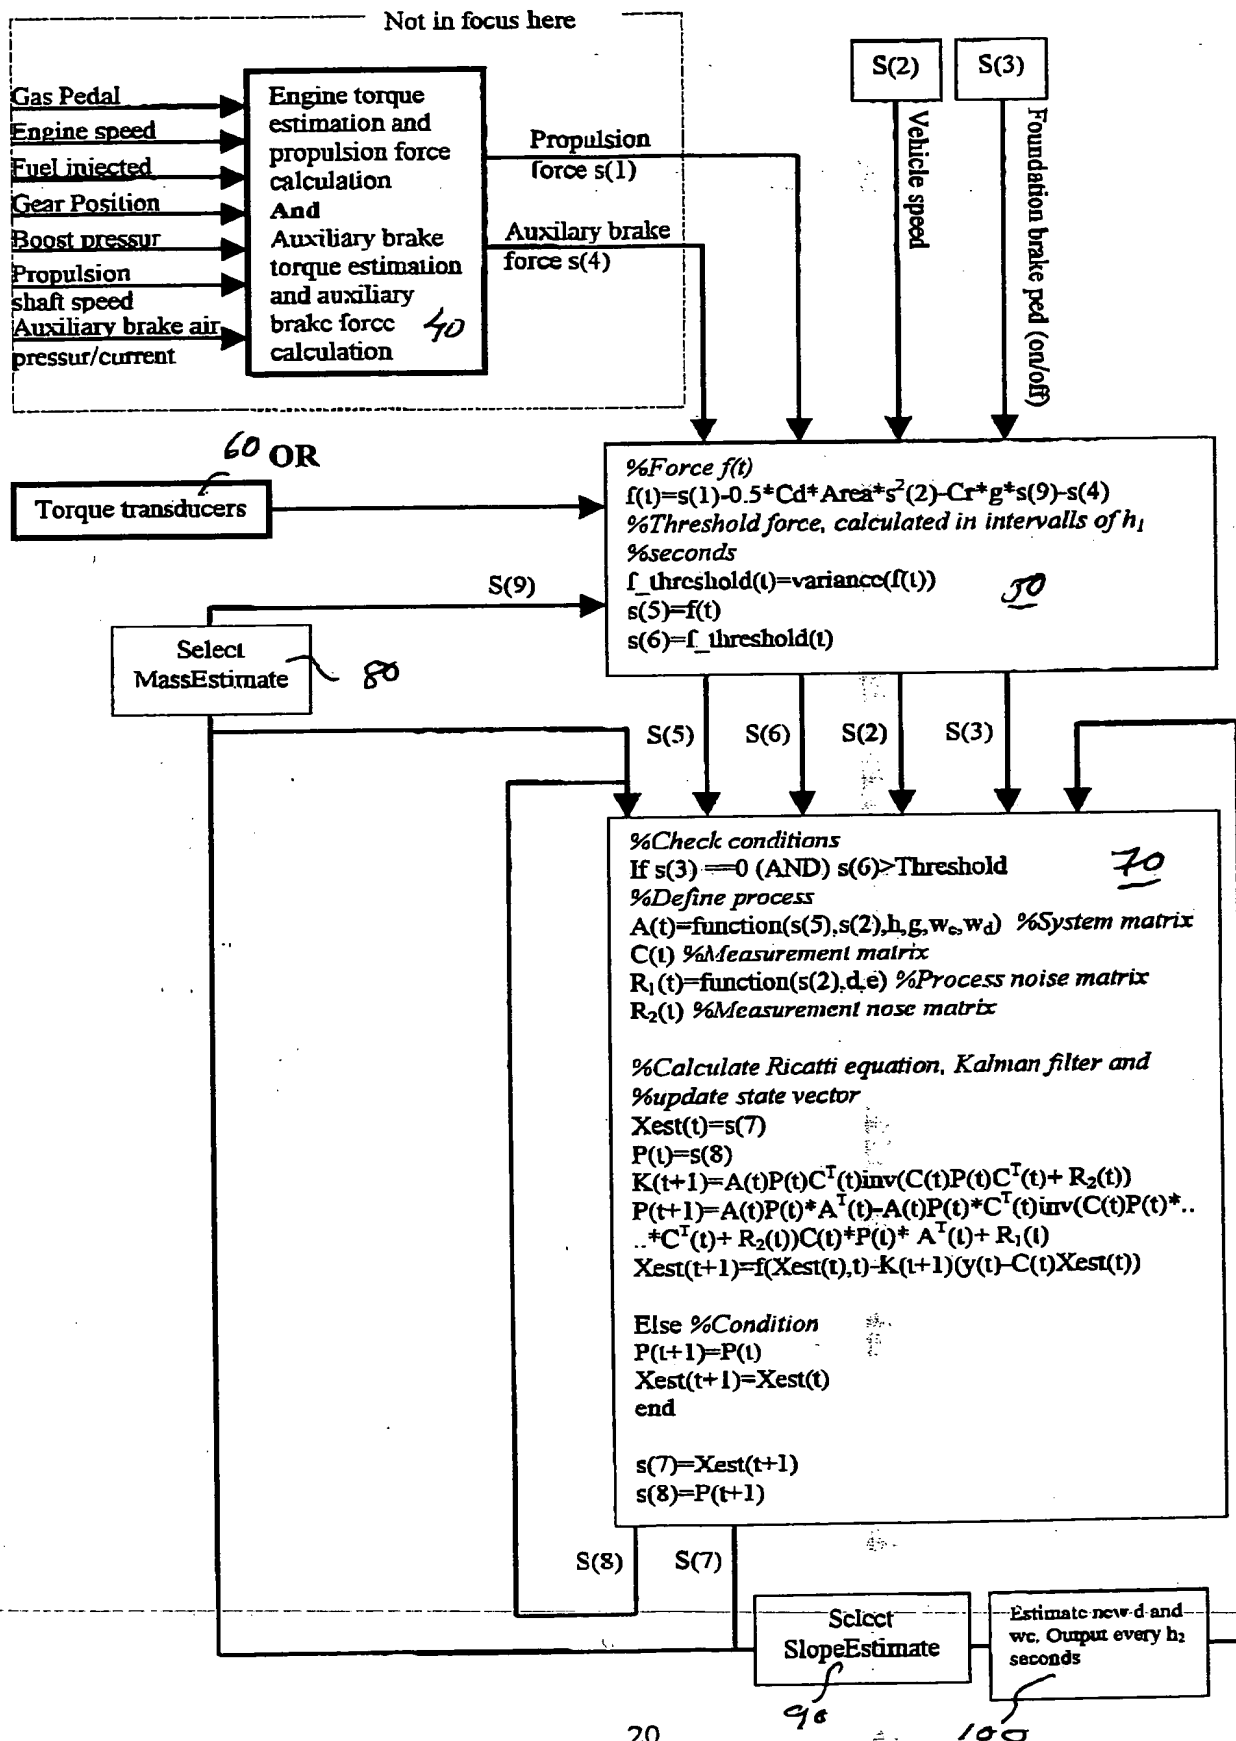 Not in focus here
Gas Pedal
Engine speed
Fuel injected
Gear Position
Boost pressur
Propulsion
shaft speed
Auxiliary brake air
pressur/current
Engine torque
estimation and
propulsion force
calculation
And
Auxiliary brake
torque estimation
and auxiliary
brake force
calculation
40
Propulsion
force s(1)
Auxilary brake
force s(4)
S(2)
S(3)
Vehicle speed
Foundation brake ped (on/off)
60 OR
Torque transducers
%Force f(t)
f(t)=s(1)-0.5*Cd*Area*s²(2)-Cr*g*s(9)-s(4)
%Threshold force, calculated in intervalls of h₁
%seconds
f_threshold(t)=variance(f(t))
s(5)=f(t)
s(6)=f_threshold(t)
50
S(9)
Select
MassEstimate
80
S(5)
S(6)
S(2)
S(3)
%Check conditions
If s(3) ==0 (AND) s(6)>Threshold
70
%Define process
A(t)=function(s(5),s(2),h,g,w_c,w_d) %System matrix
C(t) %Measurement matrix
R₁(t)=function(s(2),d,e) %Process noise matrix
R₂(t) %Measurement nose matrix
%Calculate Ricatti equation, Kalman filter and
%update state vector
Xest(t)=s(7)
P(t)=s(8)
K(t+1)=A(t)P(t)Cᵀ(t)inv(C(t)P(t)Cᵀ(t)+ R₂(t))
P(t+1)=A(t)P(t)*Aᵀ(t)-A(t)P(t)*Cᵀ(t)inv(C(t)P(t)*..
..*Cᵀ(t)+ R₂(t))C(t)*P(t)* Aᵀ(t)+ R₁(t)
Xest(t+1)=f(Xest(t),t)-K(t+1)(y(t)-C(t)Xest(t))
Else %Condition
P(t+1)=P(t)
Xest(t+1)=Xest(t)
end
s(7)=Xest(t+1)
s(8)=P(t+1)
S(8)
S(7)
Select
SlopeEstimate
90
Estimate new d and
wc. Output every h₂
seconds
100
20